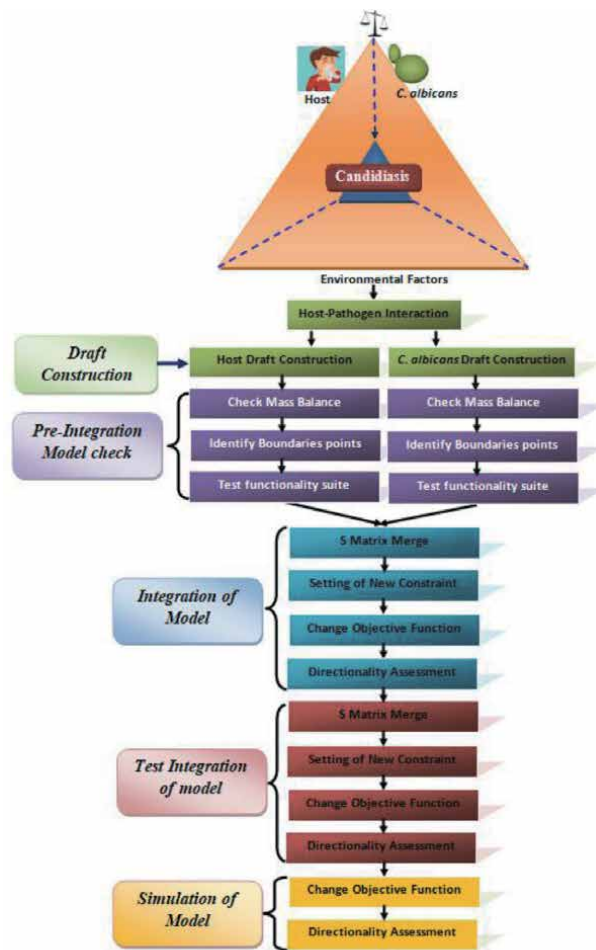 Host
C. albicans
Candidiasis
Environmental Factors
Host-Pathogen Interaction
Draft
Construction
Host Draft Construction
C. albicans Draft Construction
Pre-Integration
Model check
Check Mass Balance
Check Mass Balance
Identify Boundaries points
Identify Boundaries points
Test functionality suite
Test functionality suite
Integration of
Model
S Matrix Merge
Setting of New Constraint
Change Objective Function
Directionality Assessment
Test Integration
of model
S Matrix Merge
Setting of New Constraint
Change Objective Function
Directionality Assessment
Simulation of
Model
Change Objective Function
Directionality Assessment